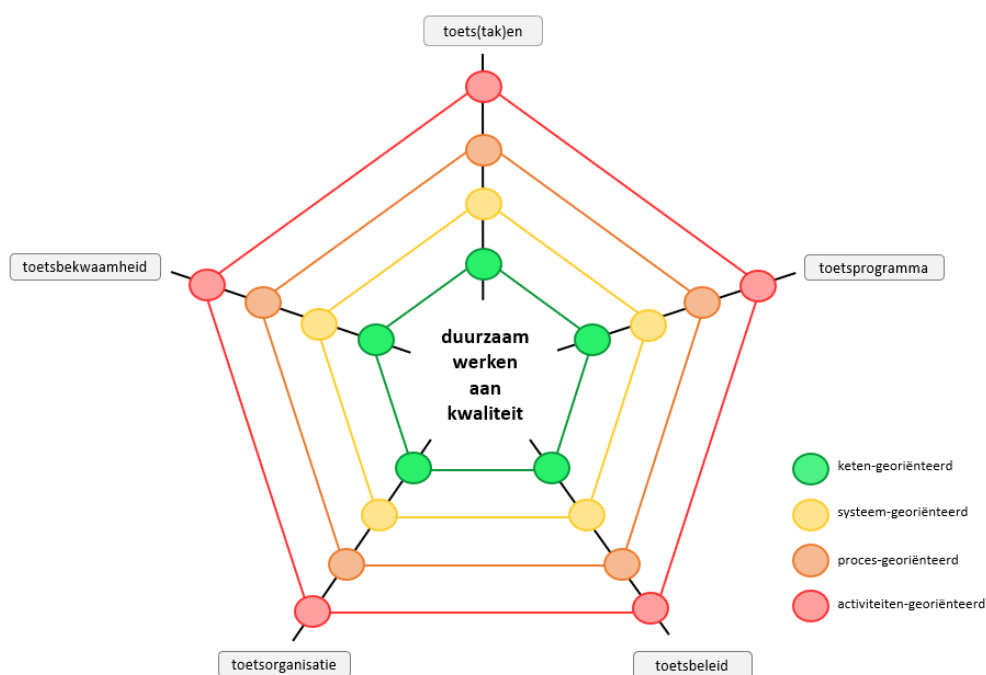 toets(tak)en
toetsbekwaamheid
toetsprogramma
duurzaam
werken
aan
kwaliteit
keten-georiënteerd
systeem-georiënteerd
proces-georiënteerd
activiteiten-georiënteerd
toetsorganisatie
toetsbeleid